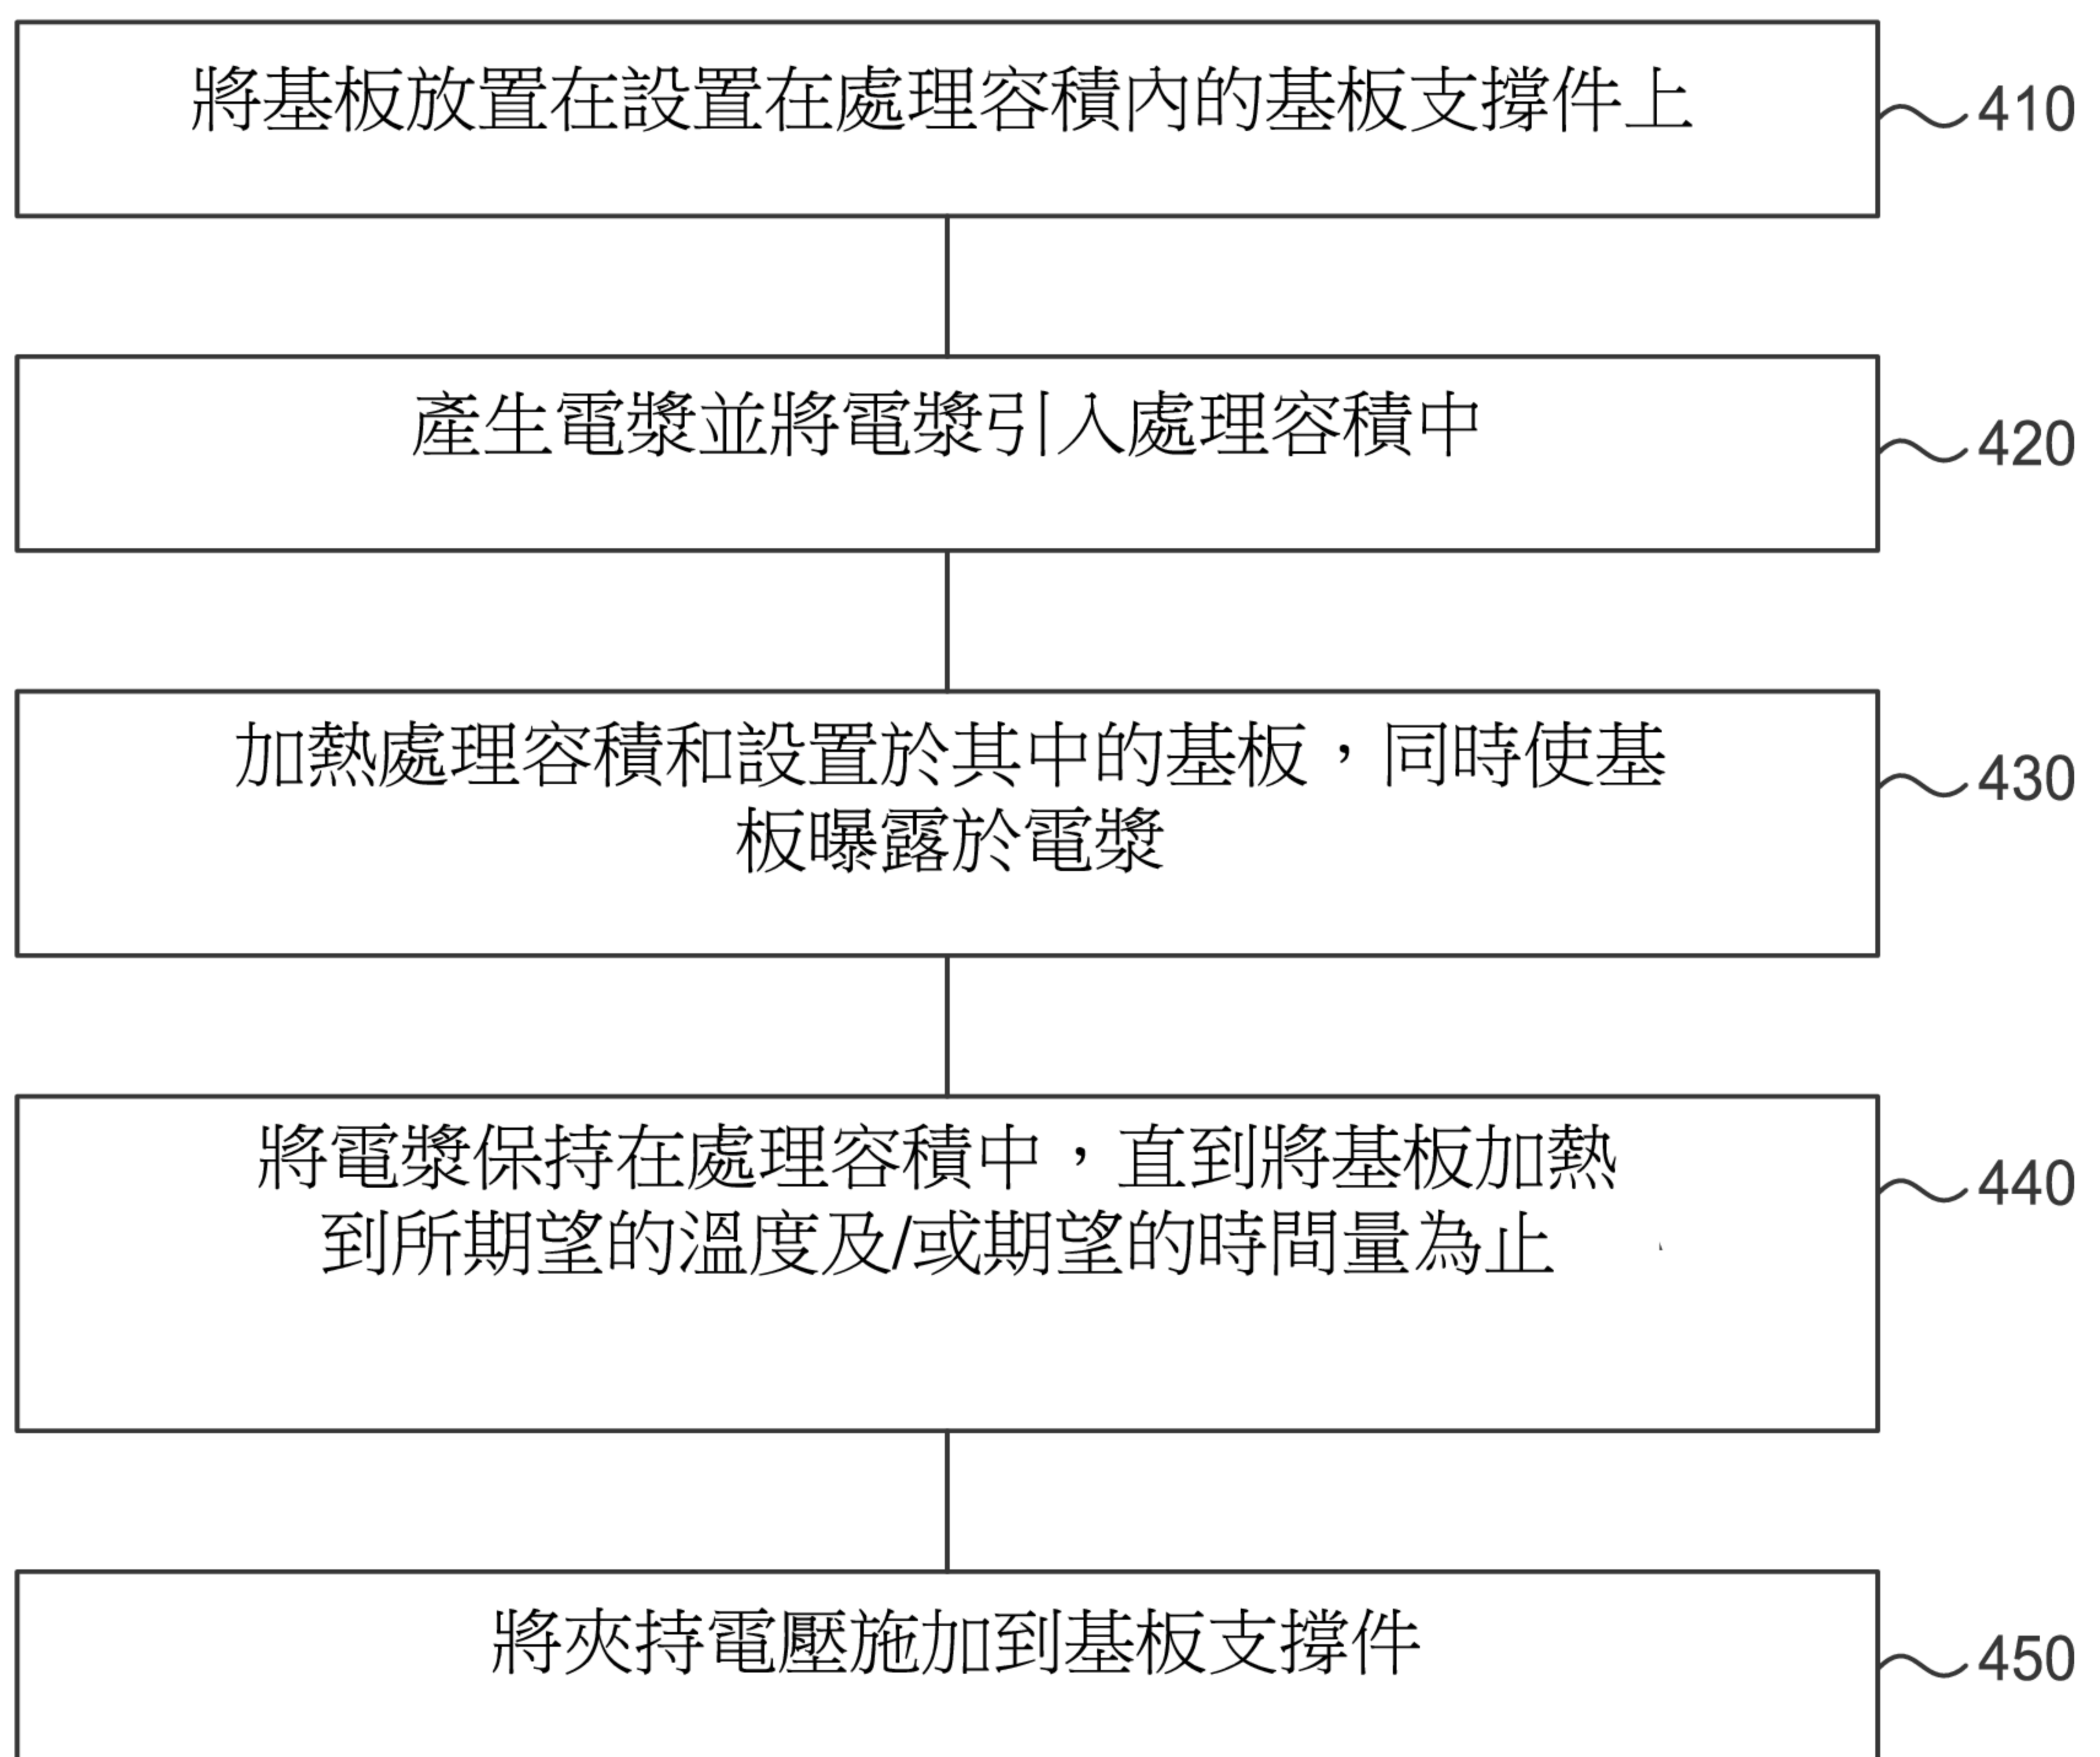 將基板放置在設置在處理容積內的基板支撐件上
410
產生電漿並將電漿引入處理容積中
420
加熱處理容積和設置於其中的基板，同時使基
板曝露於電漿
430
將電漿保持在處理容積中，直到將基板加熱
到所期望的溫度及/或期望的時間量為止
440
將夾持電壓施加到基板支撐件
450